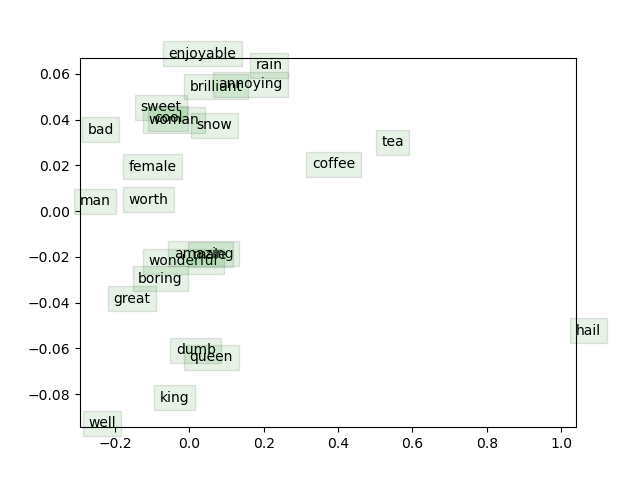 enjoyable
rain
0.06
brilliant
annoying
sweet
cool
woman
0.04
snow
bad
tea
coffee
0.02
female
worth
man
0.00
amazing
male
−0.02
wonderful
boring
great
−0.04
hail
dumb
queen
−0.06
king
−0.08
well
−0.2 0.0 0.2 0.4 0.6 0.8 1.0